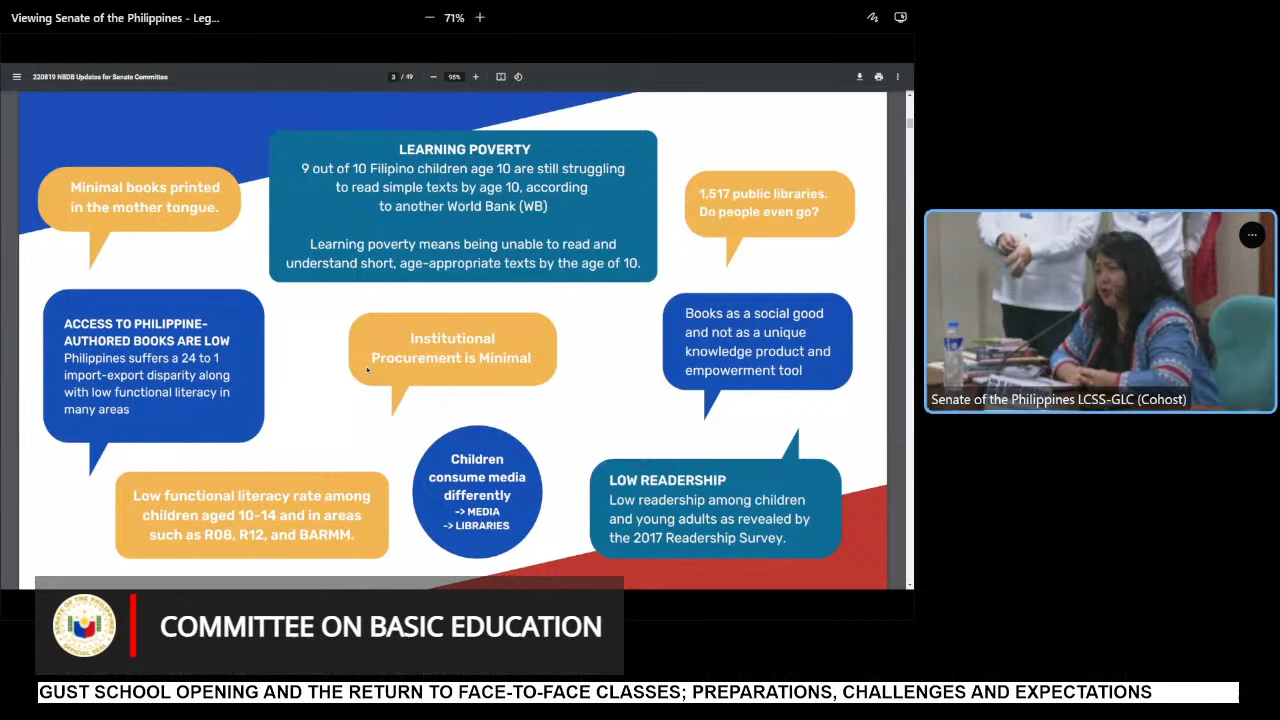 Viewing Senate of the Philippines - Leg...
71%
220819 NBDB Updates for Senate Committee
3 / 49
95%
LEARNING POVERTY
9 out of 10 Filipino children age 10 are still struggling
to read simple texts by age 10, according
to another World Bank (WB)
Learning poverty means being unable to read and
understand short, age-appropriate texts by the age of 10.
Minimal books printed
in the mother tongue.
1,517 public libraries.
Do people even go?
ACCESS TO PHILIPPINE-
AUTHORED BOOKS ARE LOW
Philippines suffers a 24 to 1
import-export disparity along
with low functional literacy in
many areas
Institutional
Procurement is Minimal
Books as a social good
and not as a unique
knowledge product and
empowerment tool
Low functional literacy rate among
children aged 10-14 and in areas
such as R08, R12, and BARMM.
Children
consume media
differently
-> MEDIA
-> LIBRARIES
LOW READERSHIP
Low readership among children
and young adults as revealed by
the 2017 Readership Survey.
Senate of the Philippines LCSS-GLC (Cohost)
COMMITTEE ON BASIC EDUCATION
GUST SCHOOL OPENING AND THE RETURN TO FACE-TO-FACE CLASSES; PREPARATIONS, CHALLENGES AND EXPECTATIONS